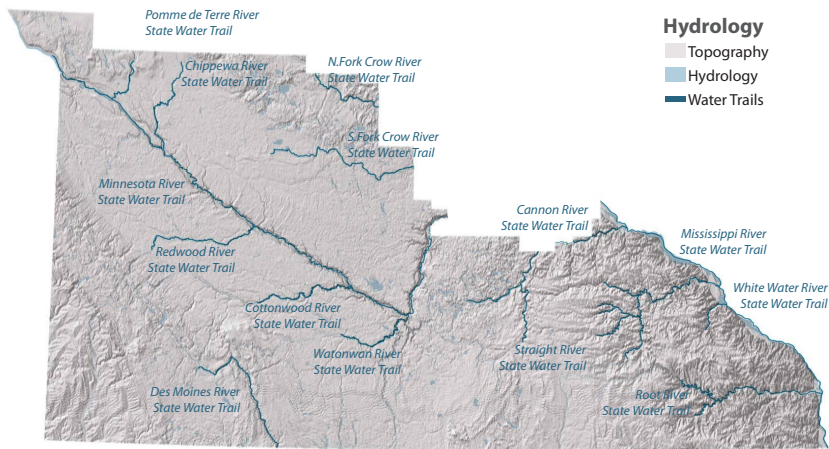 Pomme de Terre River
State Water Trail
Hydrology
Topography
Hydrology
Water Trails
Chippewa River
State Water Trail
N.Fork Crow River
State Water Trail
S.Fork Crow River
State Water Trail
Minnesota River
State Water Trail
Cannon River
State Water Trail
Mississippi River
State Water Trail
Redwood River
State Water Trail
White Water River
State Water Trail
Cottonwood River
State Water Trail
Watonwan River
State Water Trail
Straight River
State Water Trail
Des Moines River
State Water Trail
Root River
State Water Trail